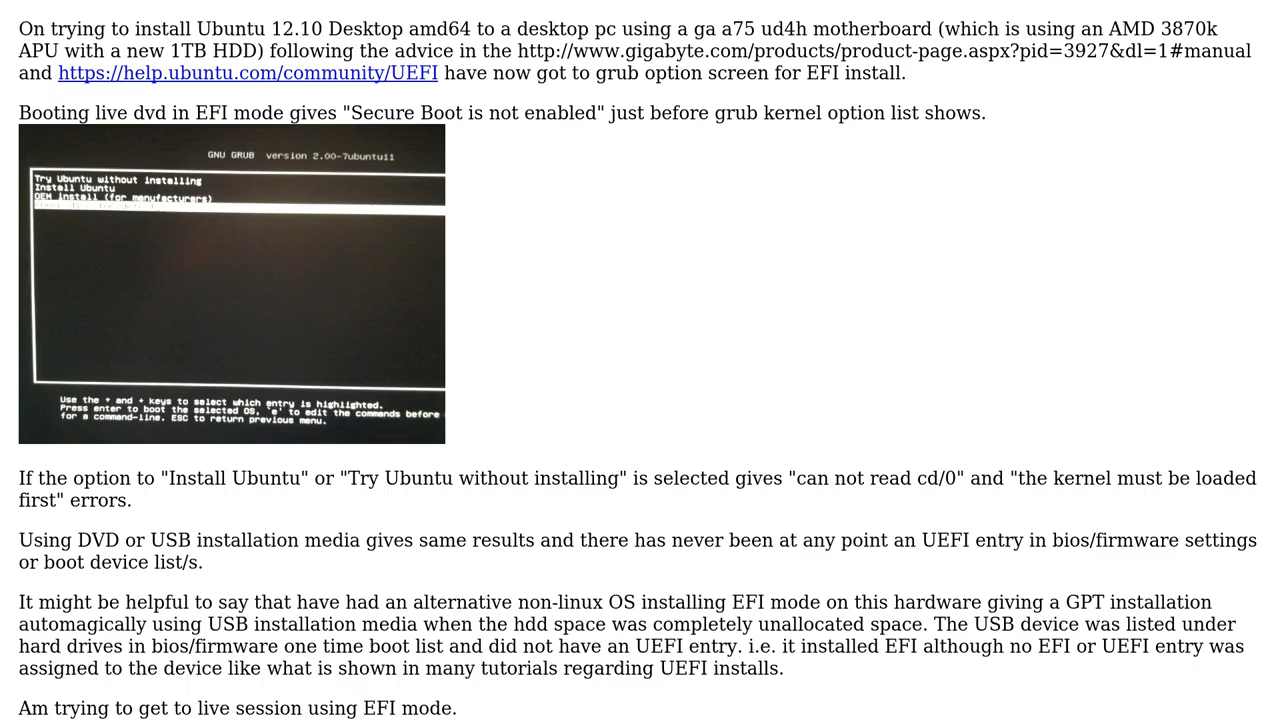 On trying to install Ubuntu 12.10 Desktop amd64 to a desktop pc using a ga a75 ud4h motherboard (which is using an AMD 3870k
APU with a new 1TB HDD) following the advice in the http://www.gigabyte.com/products/product-page.aspx?pid=3927&dl=1#manual
and https://help.ubuntu.com/community/UEFI have now got to grub option screen for EFI install.
Booting live dvd in EFI mode gives "Secure Boot is not enabled" just before grub kernel option list shows.
GNU GRUB version 2.00-7ubuntu11
Try Ubuntu without installing
Install Ubuntu
OEM install (for manufacturers)
Use the and keys to select which entry is highlighted.
Press enter to boot the selected OS, `e' to edit the commands before
for a command-line. ESC to return previous menu.
If the option to "Install Ubuntu" or "Try Ubuntu without installing" is selected gives "can not read cd/0" and "the kernel must be loaded
first" errors.
Using DVD or USB installation media gives same results and there has never been at any point an UEFI entry in bios/firmware settings
or boot device list/s.
It might be helpful to say that have had an alternative non-linux OS installing EFI mode on this hardware giving a GPT installation
automagically using USB installation media when the hdd space was completely unallocated space. The USB device was listed under
hard drives in bios/firmware one time boot list and did not have an UEFI entry. i.e. it installed EFI although no EFI or UEFI entry was
assigned to the device like what is shown in many tutorials regarding UEFI installs.
Am trying to get to live session using EFI mode.